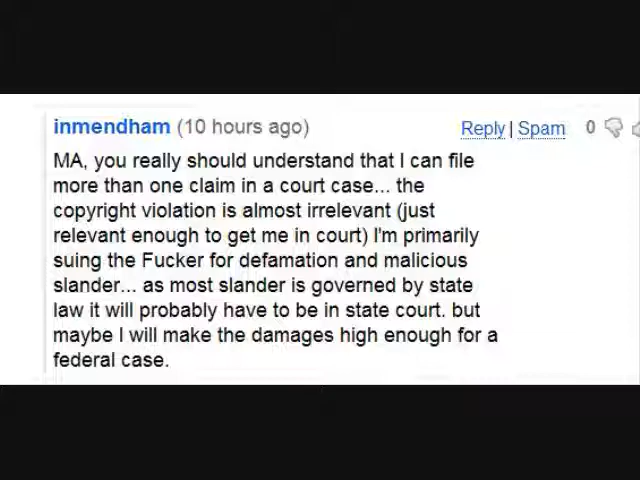 inmendham (10 hours ago) Reply | Spam 0
MA, you really should understand that I can file
more than one claim in a court case... the
copyright violation is almost irrelevant (just
relevant enough to get me in court) I'm primarily
suing the Fucker for defamation and malicious
slander... as most slander is governed by state
law it will probably have to be in state court. but
maybe I will make the damages high enough for a
federal case.